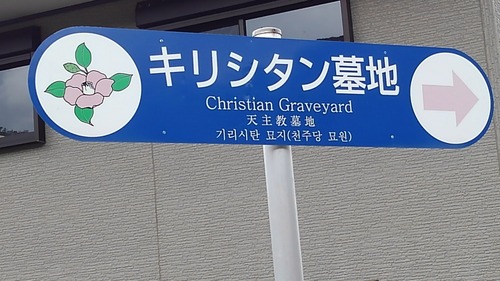 キリシタン墓地
Christian Graveyard
天主教墓地
기리시탄 묘지(천주당 묘원)